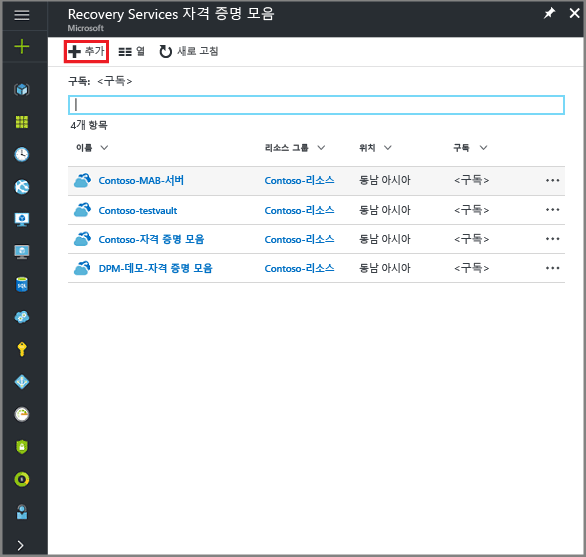 Recovery Services 자격 증명 모음
Microsoft
추가 열 새로 고침
구독: <구독>
4개 항목
이름 리소스 그룹 위치 구독
Contoso-MAB-서버 Contoso-리소스 동남 아시아 <구독>
Contoso-testvault Contoso-리소스 동남 아시아 <구독>
Contoso-자격 증명 모음 Contoso-리소스 동남 아시아 <구독>
DPM-데모-자격 증명 모음 Contoso-리소스 동남 아시아 <구독>
SQL